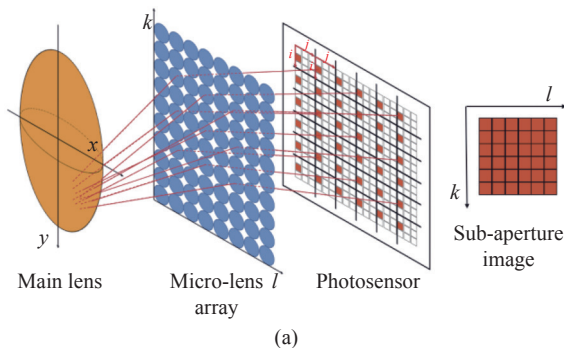 k
j
j
i
i
x
l
k
y
Sub-aperture
image
Main lens
Micro-lens l
array
Photosensor
(a)